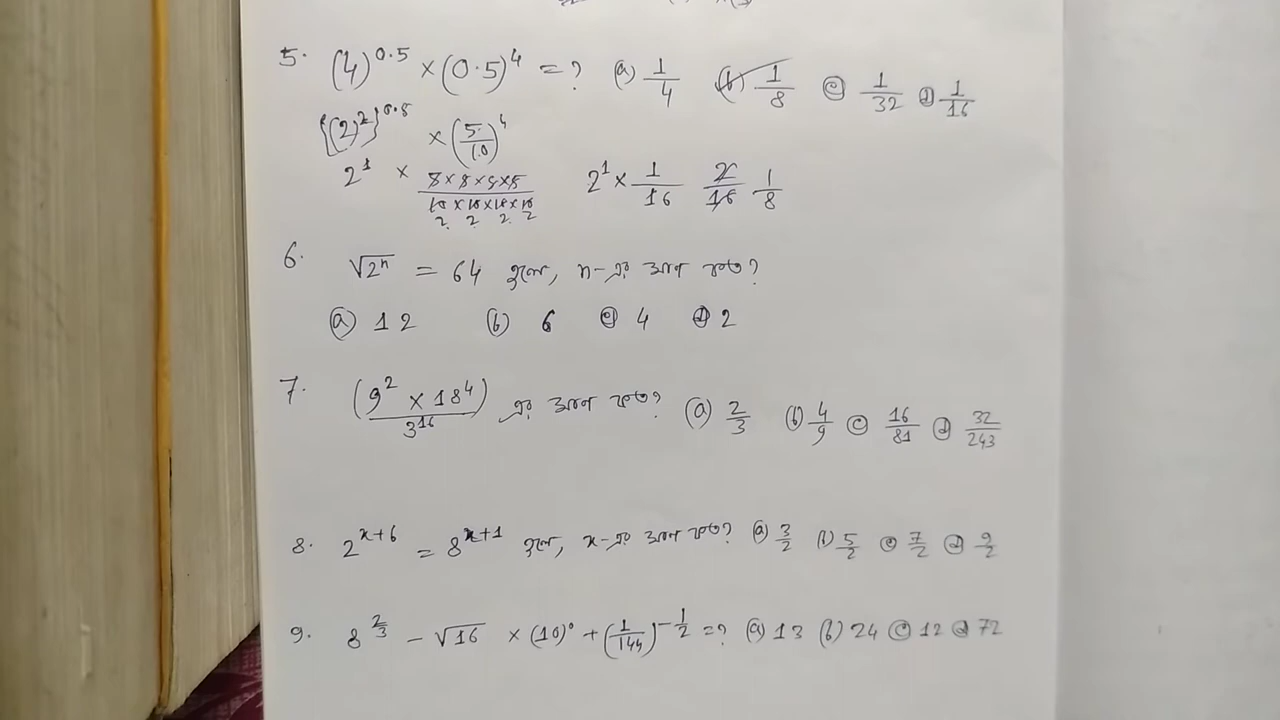 5. (4)^0.5 × (0.5)^4 = ? (a) 1/4 (b) 1/8 (c) 1/32 (d) 1/16
{(2)^2}^0.5 × (5/10)^4
2^1 × 5×5×5×5/10×10×10×10 2^1 × 1/16 2/16 1/8
2 2 2 2
6. √2^n = 64 হলে, n-এর মান কত?
(a) 12 (b) 6 (c) 4 (d) 2
7. (9^2 × 18^4)/3^16 এর মান কত? (a) 2/3 (b) 4/9 (c) 16/81 (d) 32/243
8. 2^x+6 = 8^x+1 হলে, x-এর মান কত? (a) 3/2 (b) 5/2 (c) 7/2 (d) 9/2
9. 8^2/3 - √16 × (10)^0 + (1/144)^-1/2 = ? (a) 13 (b) 24 (c) 12 (d) 72